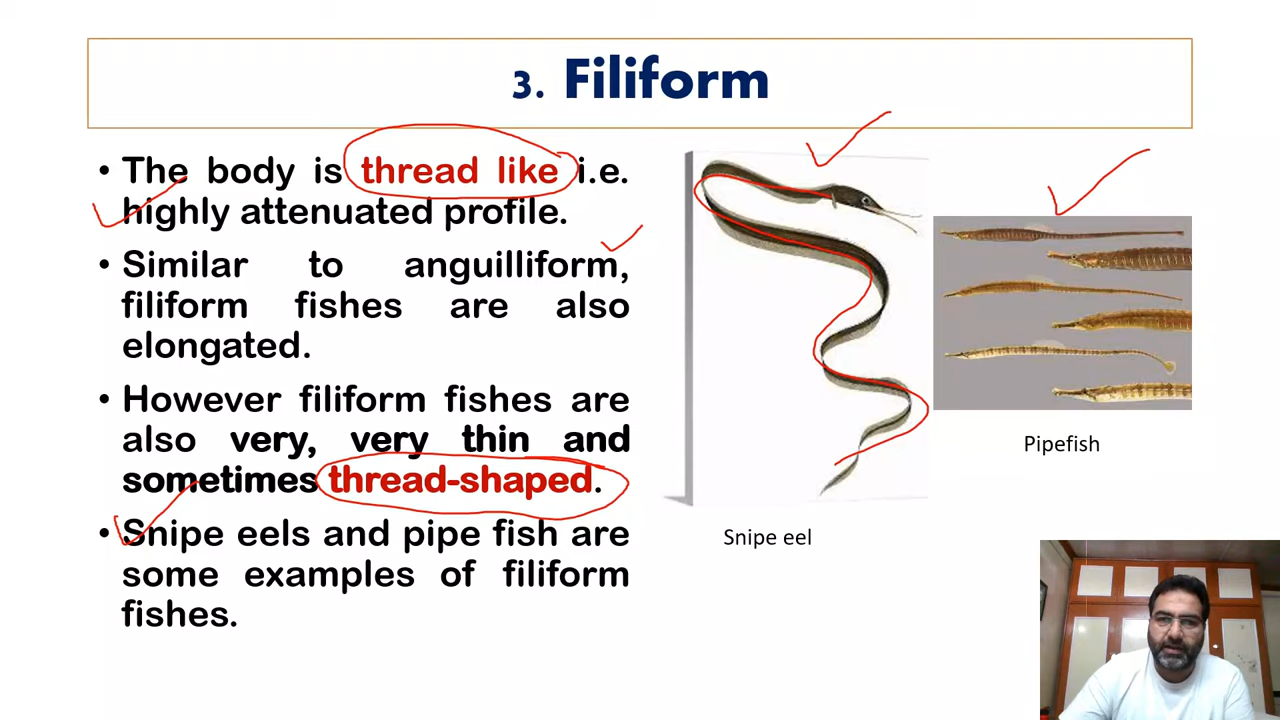 3. Filiform
• The body is thread like i.e.
highly attenuated profile.
• Similar to anguilliform,
filiform fishes are also
elongated.
• However filiform fishes are
also very, very thin and
sometimes thread-shaped.
• Snipe eels and pipe fish are
some examples of filiform
fishes.
Snipe eel
Pipefish